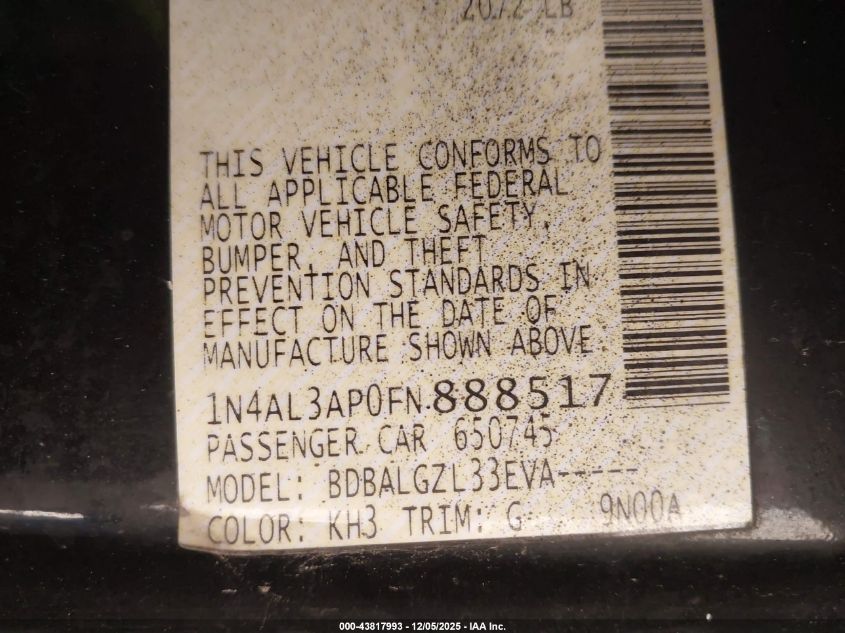 2072 LB
THIS VEHICLE CONFORMS TO
ALL APPLICABLE FEDERAL
MOTOR VEHICLE SAFETY,
BUMPER, AND THEFT
PREVENTION STANDARDS IN
EFFECT ON THE DATE OF
MANUFACTURE SHOWN ABOVE.
1N4AL3AP0FN 888517
PASSENGER CAR 650745
MODEL: BDBALGZL33EVA-----
COLOR: KH3 TRIM: G 9N00A
000-43817993 - 12/05/2025 - IAA Inc.